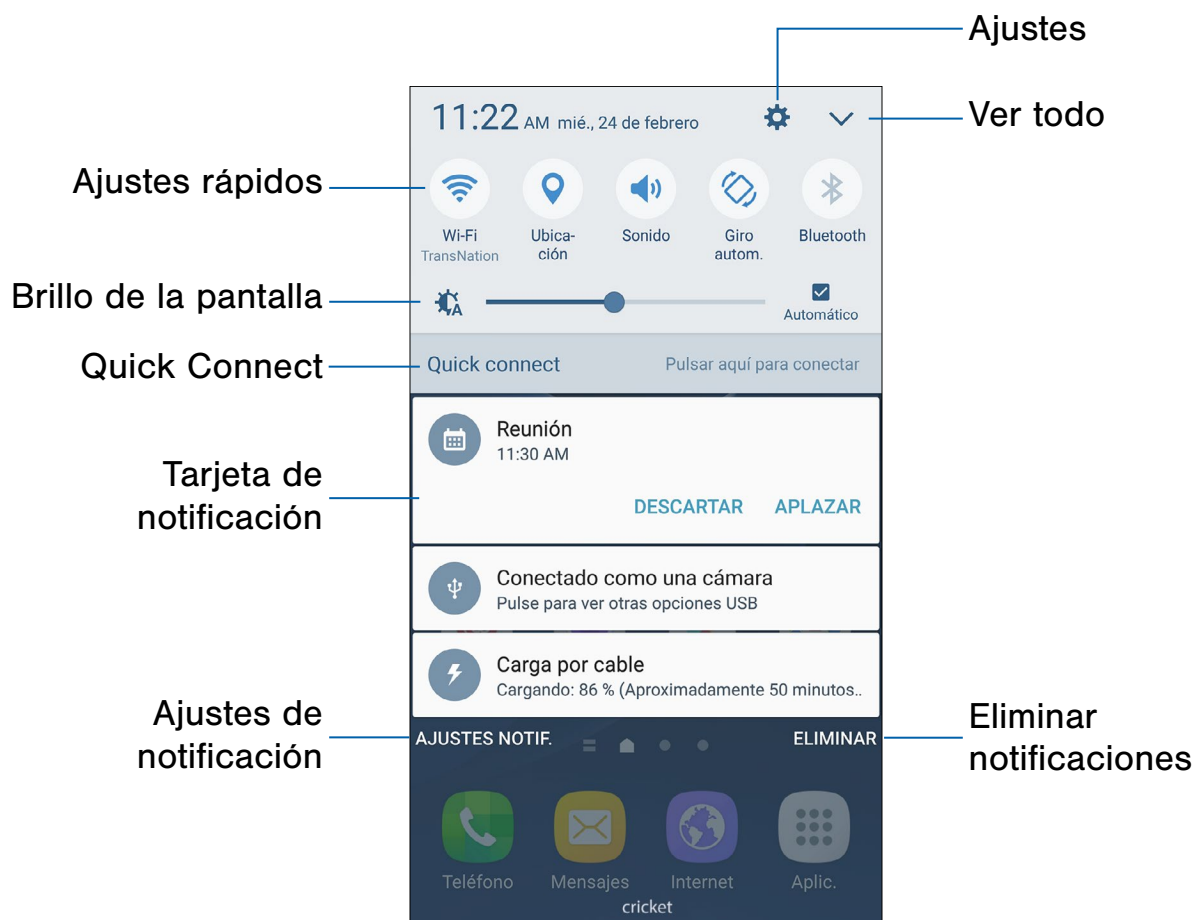 Ajustes
Ver todo
11:22 AM mié., 24 de febrero
Ajustes rápidos
Wi-Fi
TransNation
Ubica-
ción
Sonido
Giro
autom.
Bluetooth
Brillo de la pantalla
A
Automático
Quick Connect
Quick connect
Pulsar aquí para conectar
Tarjeta de
notificación
Reunión
11:30 AM
DESCARTAR
APLAZAR
Conectado como una cámara
Pulse para ver otras opciones USB
Carga por cable
Cargando: 86 % (Aproximadamente 50 minutos..
Ajustes de
notificación
AJUSTES NOTIF.
ELIMINAR
Eliminar
notificaciones
Teléfono
Mensajes
Internet
Aplic.
cricket